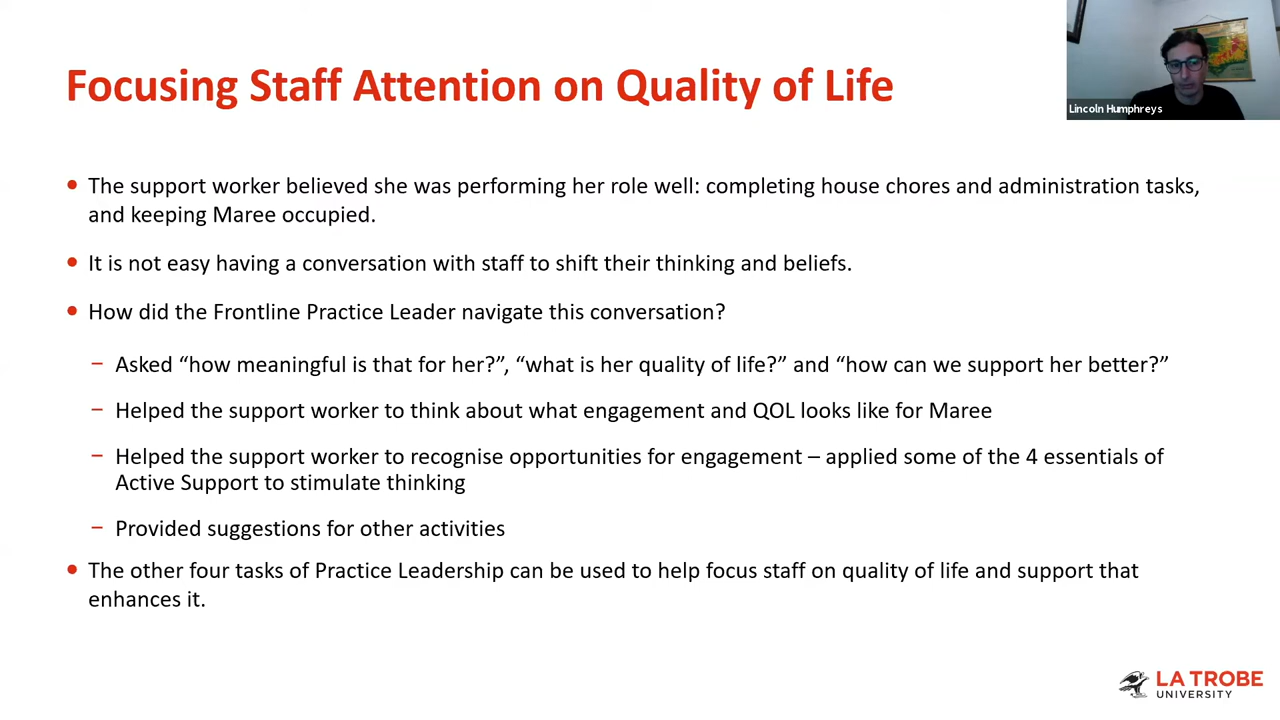 Focusing Staff Attention on Quality of Life
Lincoln Humphreys
• The support worker believed she was performing her role well: completing house chores and administration tasks,
and keeping Maree occupied.
• It is not easy having a conversation with staff to shift their thinking and beliefs.
• How did the Frontline Practice Leader navigate this conversation?
– Asked “how meaningful is that for her?”, “what is her quality of life?” and “how can we support her better?”
– Helped the support worker to think about what engagement and QOL looks like for Maree
– Helped the support worker to recognise opportunities for engagement – applied some of the 4 essentials of
Active Support to stimulate thinking
– Provided suggestions for other activities
• The other four tasks of Practice Leadership can be used to help focus staff on quality of life and support that
enhances it.
LA TROBE
UNIVERSITY